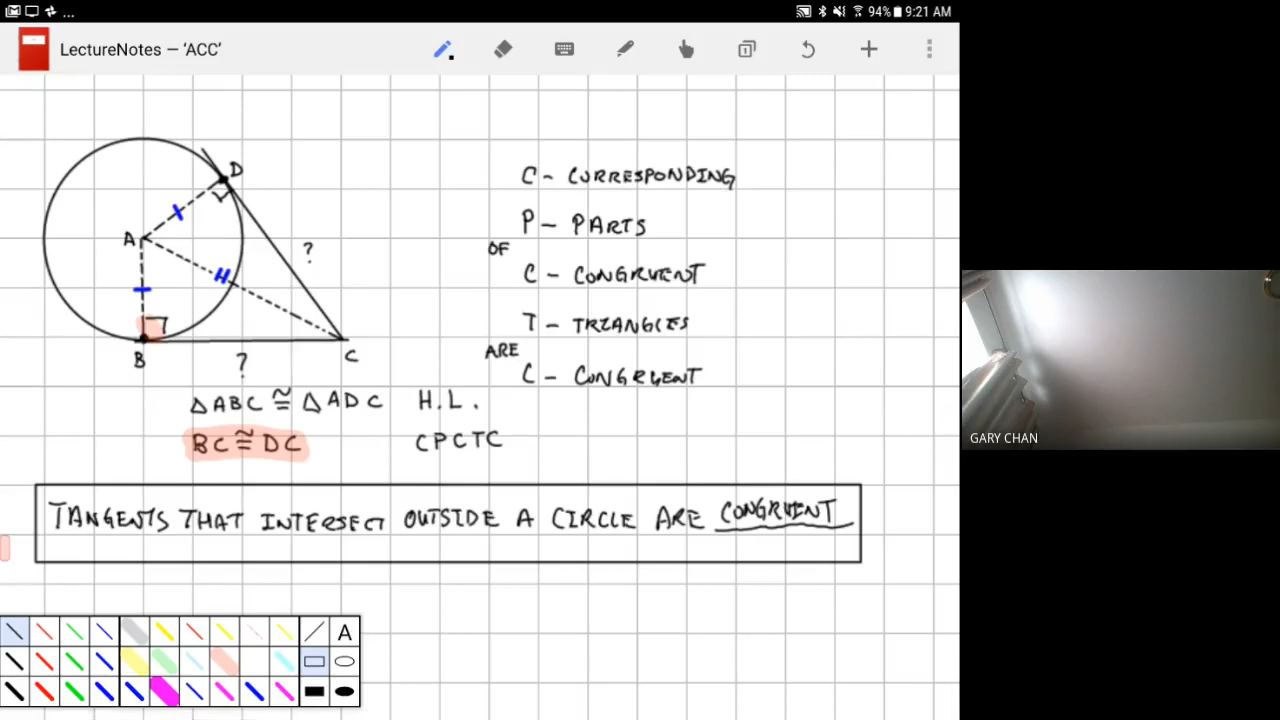 ... 94% 9:21 AM
LectureNotes – ‘ACC’
1
D
A
?
H
B
?
C
C - CORRESPONDING
P - PARTS
OF
C - CONGRUENT
T - TRIANGLES
ARE
C - CONGRUENT
△ABC ≅ △ADC H.L.
BC ≅ DC CPCTC
TANGENTS THAT INTERSECT OUTSIDE A CIRCLE ARE CONGRUENT
A
GARY CHAN